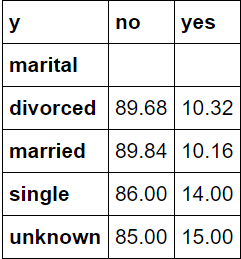 y no yes
marital
divorced 89.68 10.32
married 89.84 10.16
single 86.00 14.00
unknown 85.00 15.00